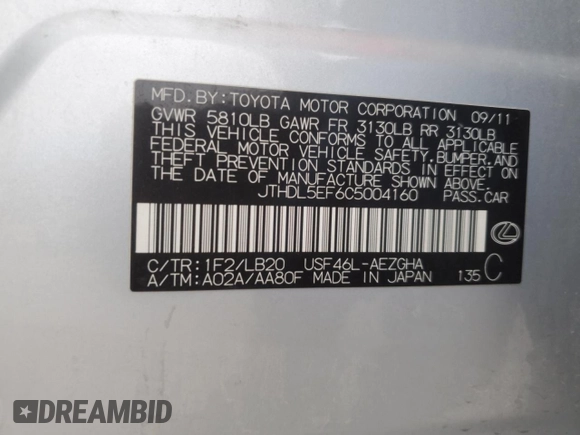 MFD. BY:TOYOTA MOTOR CORPORATION 09/11
GVWR 5810LB GAWR FR 3130LB RR 3130LB
THIS VEHICLE CONFORMS TO ALL APPLICABLE
FEDERAL MOTOR VEHICLE SAFETY,BUMPER,AND
THEFT PREVENTION STANDARDS IN EFFECT ON
THE DATE OF MANUFACTURE SHOWN ABOVE.
JTHDL5EF6C5004160 PASS.CAR
C/TR:1F2/LB20 USF46L-AEZGHA
A/TM:A02A/AA80F MADE IN JAPAN 135 C
DREAMBID